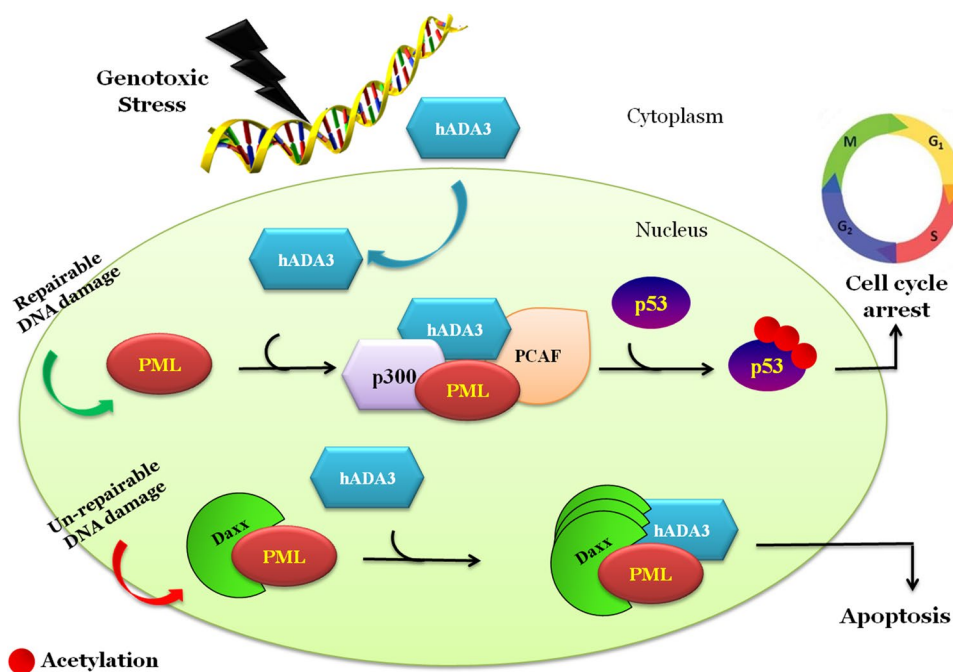 Genotoxic
Stress
hADA3
Cytoplasm
M
G₁
G₂
S
Nucleus
hADA3
Cell cycle
arrest
Repairable
DNA damage
p53
hADA3
PCAF
PML
p300
PML
p53
Un-repairable
DNA damage
hADA3
Daxx
PML
hADA3
Daxx
PML
Apoptosis
Acetylation